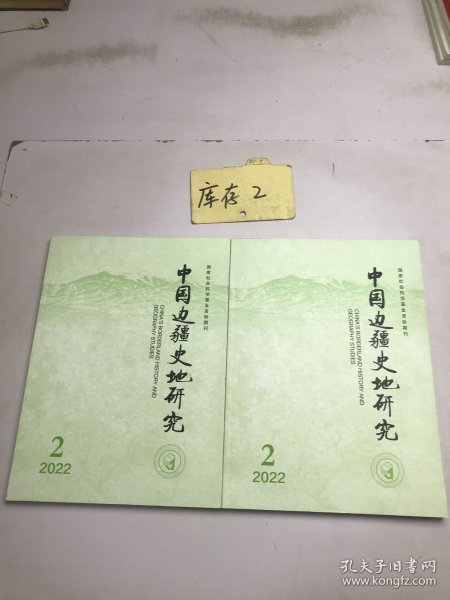 库存2
国家社会科学基金资助期刊
中国边疆史地研究
CHINA'S BORDERLAND HISTORY AND
GEOGRAPHY STUDIES
2
2022
国家社会科学基金资助期刊
中国边疆史地研究
CHINA'S BORDERLAND HISTORY AND
GEOGRAPHY STUDIES
2
2022
孔夫子旧书网
www.kongfz.com